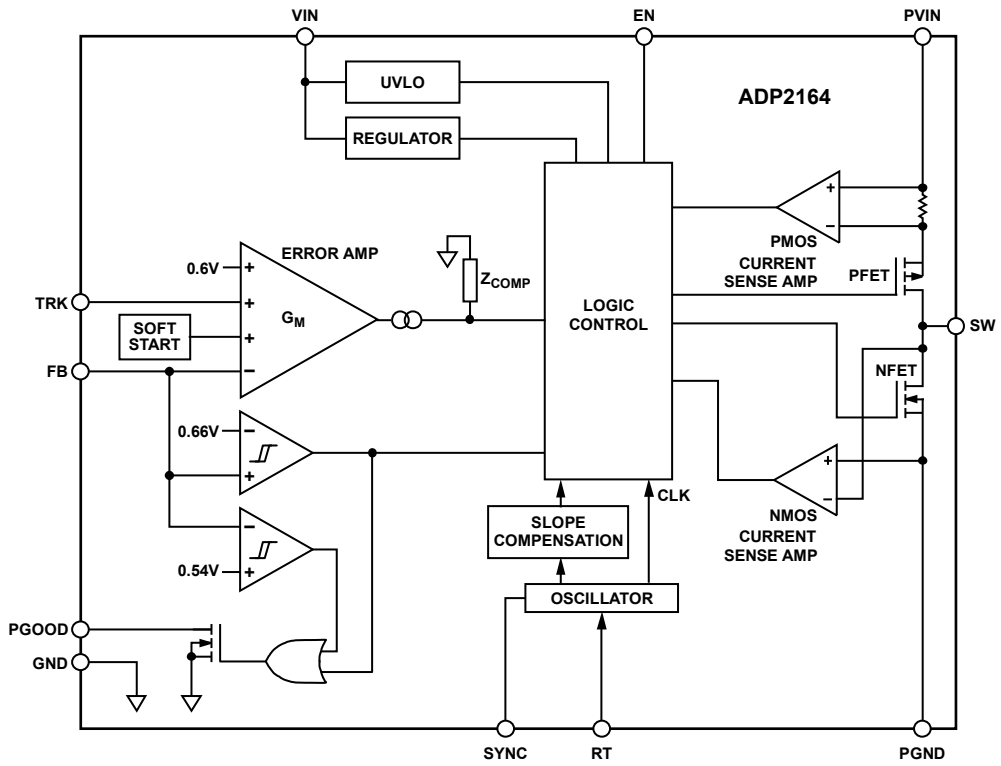 VIN
EN
PVIN
UVLO
ADP2164
REGULATOR
+
−
PMOS
CURRENT
SENSE AMP
ERROR AMP
0.6V
+
ZCOMP
PFET
TRK
+
GM
LOGIC
CONTROL
SOFT
START
+
SW
FB
−
NFET
0.66V
−
+
+
−
CLK
NMOS
CURRENT
SENSE AMP
SLOPE
COMPENSATION
−
0.54V
+
OSCILLATOR
PGOOD
GND
SYNC
RT
PGND